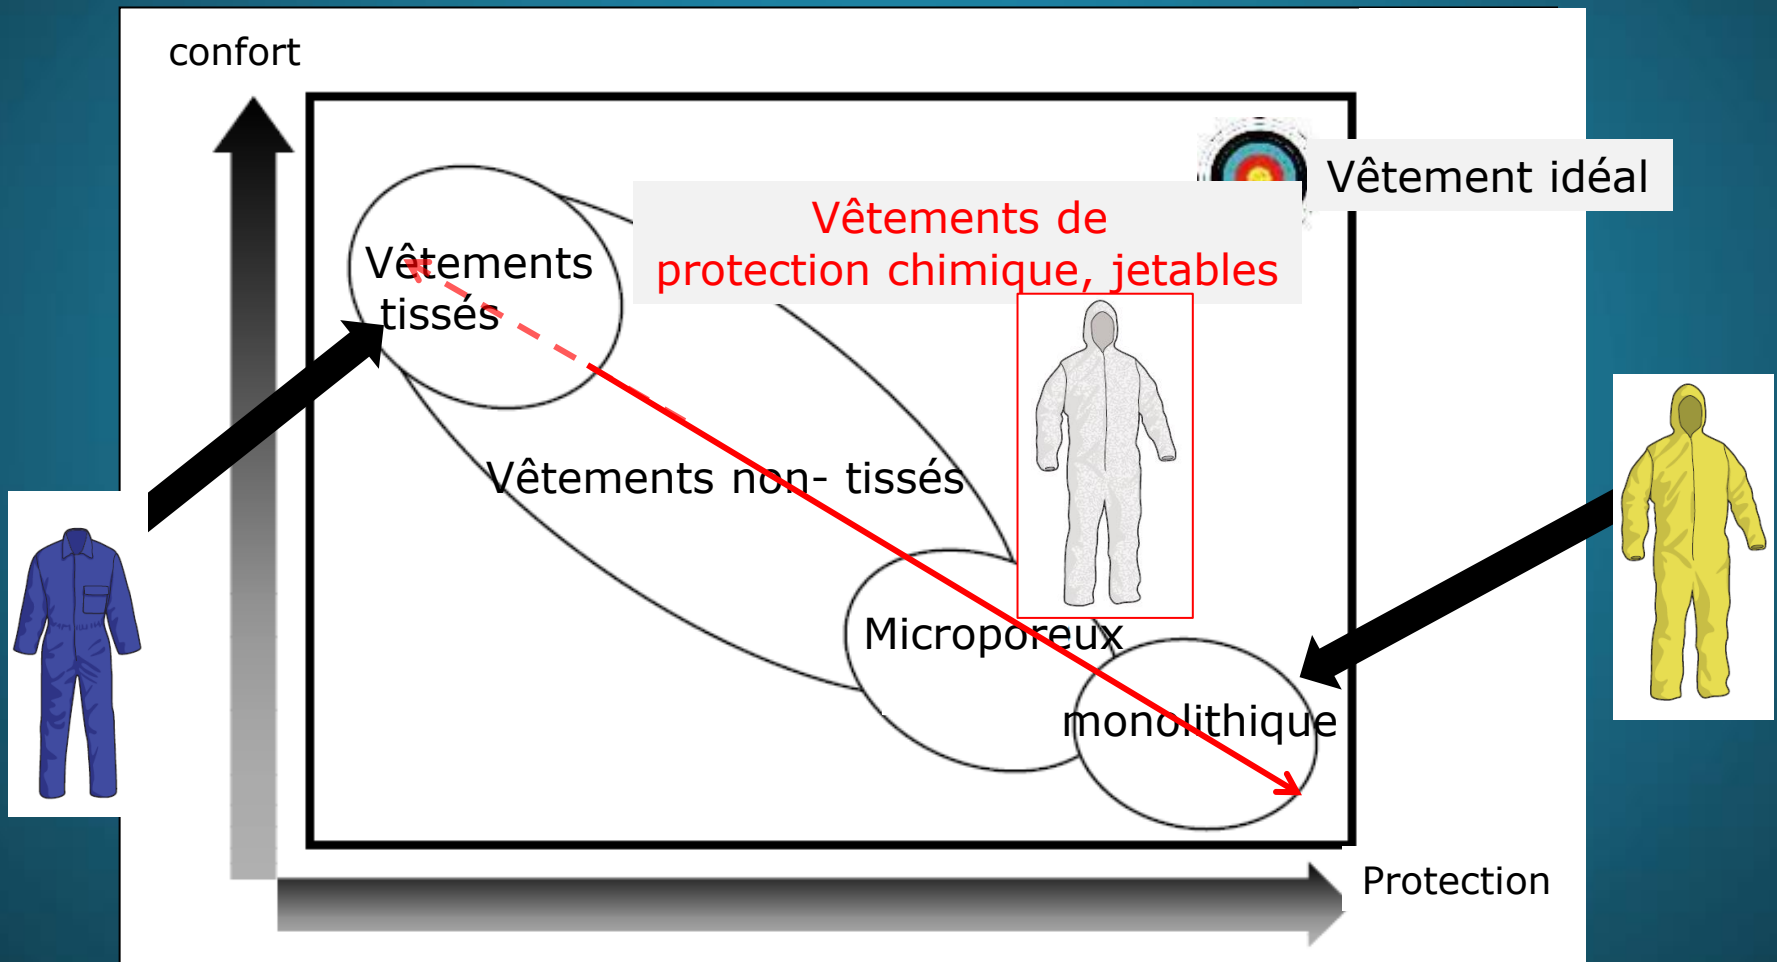 confort
Vêtement idéal
Vêtements de
protection chimique, jetables
Vêtements
tissés
Vêtements non- tissés
Microporeux
monolithique
Protection